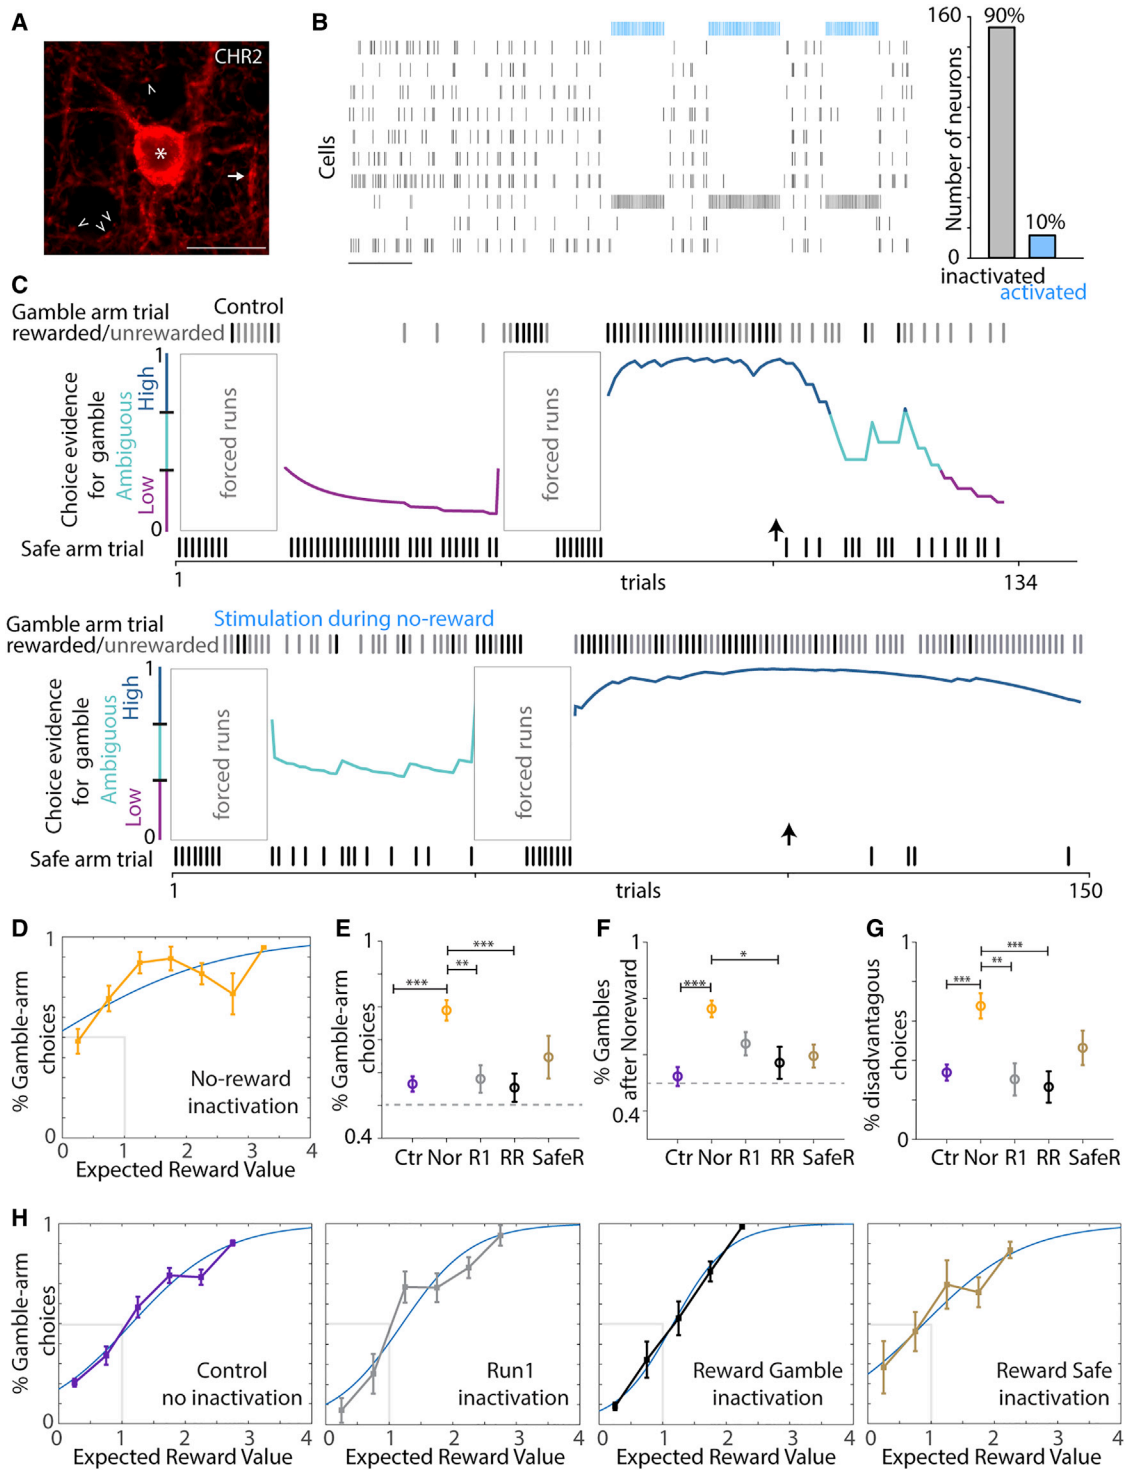 A
CHR2
*
B
Cells
Number of neurons
160
0
90%
10%
inactivated
activated
C
Gamble arm trial
rewarded/unrewarded
Control
Choice evidence
for gamble
Low Ambiguous High
1
0
forced runs
forced runs
Safe arm trial
1
trials
134
Gamble arm trial
rewarded/unrewarded
Stimulation during no-reward
Choice evidence
for gamble
Low Ambiguous High
1
0
forced runs
forced runs
Safe arm trial
1
trials
150
D
% Gamble-arm
choices
1
0
No-reward
inactivation
0 1 2 3 4
Expected Reward Value
E
% Gamble-arm
choices
1
0.4
***
**
***
Ctr Nor R1 RR SafeR
F
% Gambles
after Noreward
1
0.4
*
***
Ctr Nor R1 RR SafeR
G
% disadvantagous
choices
1
0
***
**
***
Ctr Nor R1 RR SafeR
H
% Gamble-arm
choices
1
0
Control
no inactivation
0 1 2 3 4
Expected Reward Value
Run1
inactivation
0 1 2 3 4
Expected Reward Value
Reward Gamble
inactivation
0 1 2 3 4
Expected Reward Value
Reward Safe
inactivation
0 1 2 3 4
Expected Reward Value